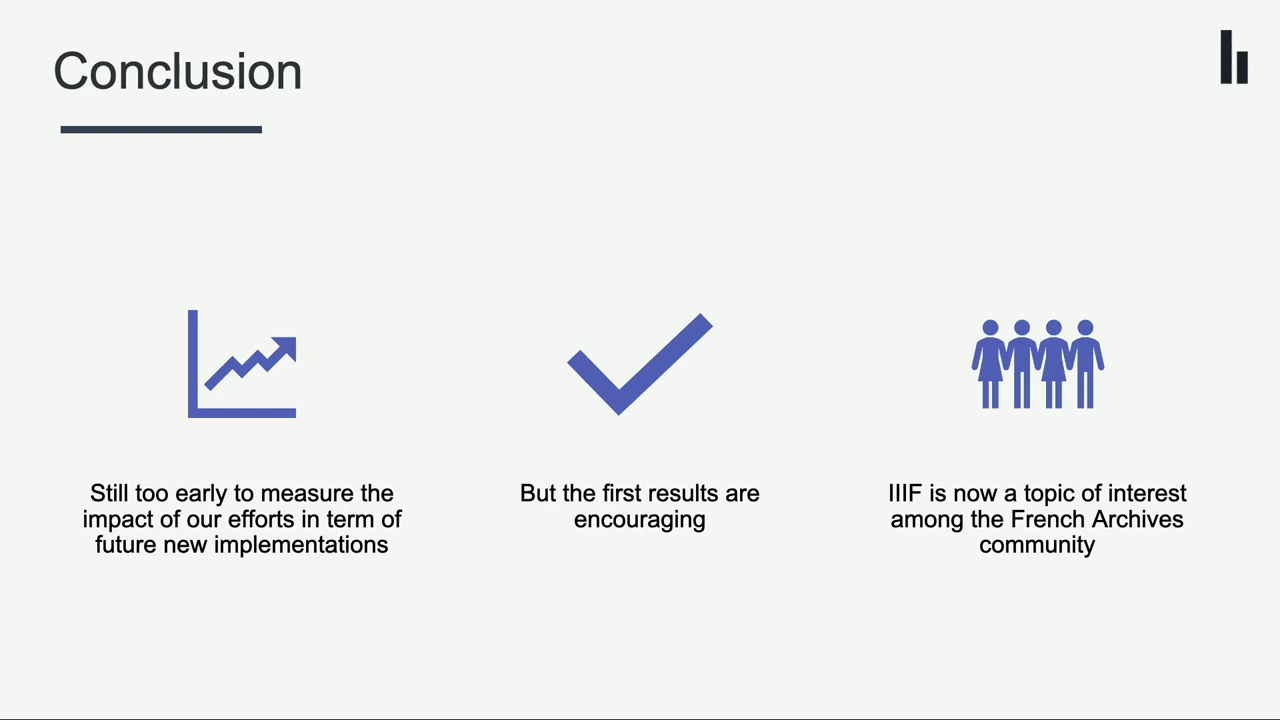 Conclusion
Still too early to measure the
impact of our efforts in term of
future new implementations
But the first results are
encouraging
IIIF is now a topic of interest
among the French Archives
community